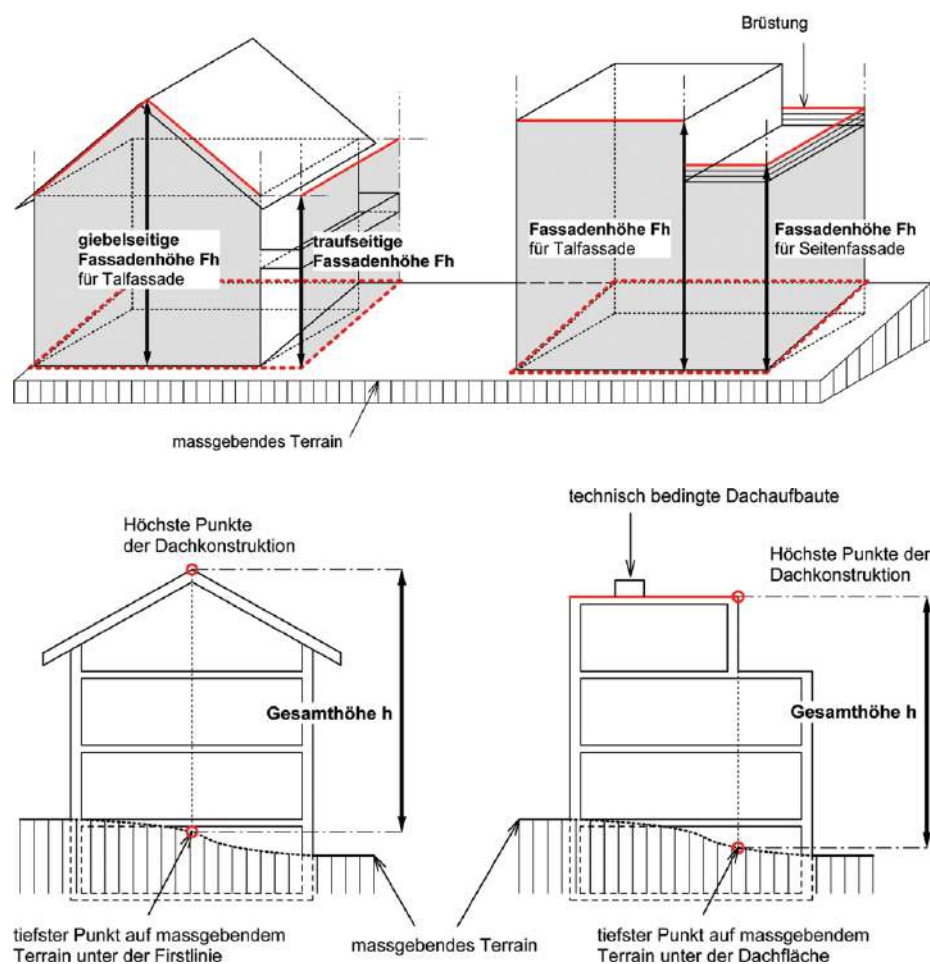 Brüstung
giebelseitige
Fassadenhöhe Fh
für Talfassade
traufseitige
Fassadenhöhe Fh
Fassadenhöhe Fh
für Talfassade
Fassadenhöhe Fh
für Seitenfassade
massgebendes Terrain
technisch bedingte Dachaufbaute
Höchste Punkte
der Dachkonstruktion
Höchste Punkte der
Dachkonstruktion
Gesamthöhe h
Gesamthöhe h
tiefster Punkt auf massgebendem
Terrain unter der Firstlinie
massgebendes Terrain
tiefster Punkt auf massgebendem
Terrain unter der Dachfläche